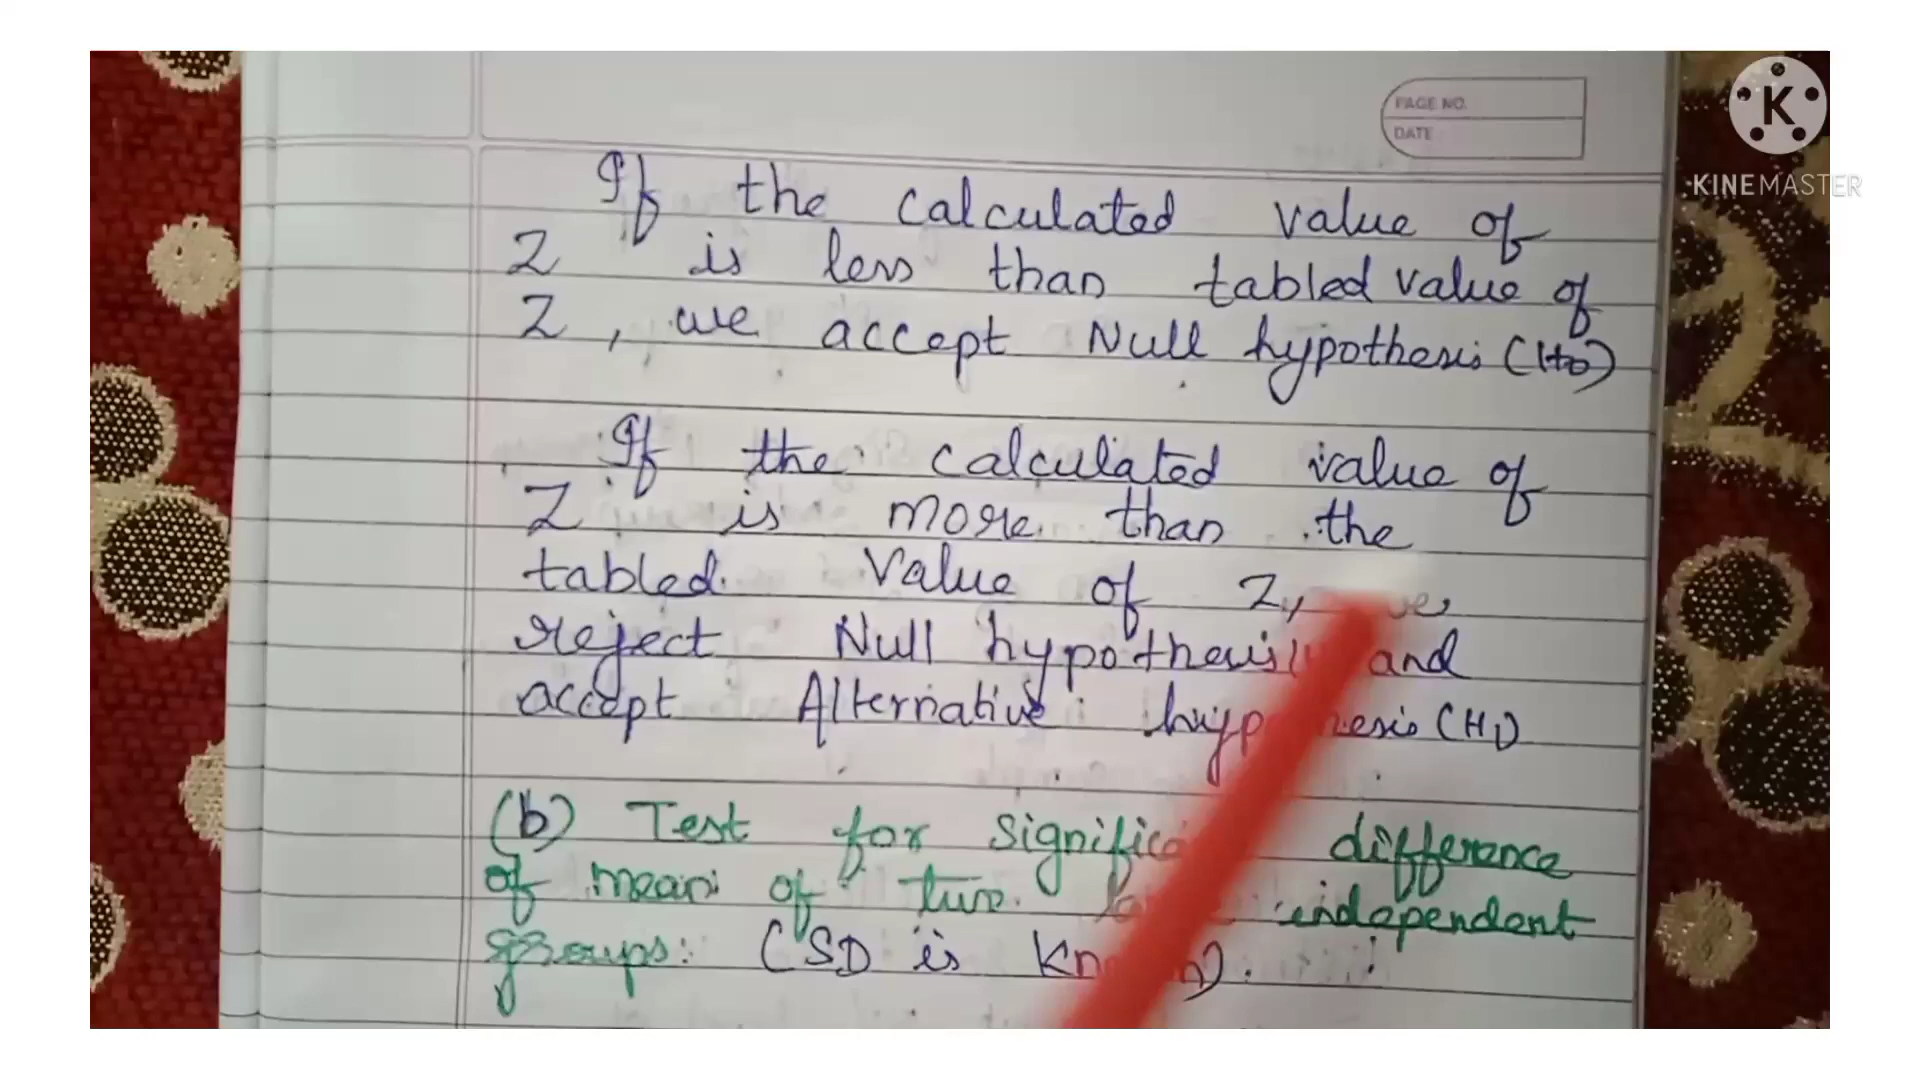 PAGE NO.
DATE
K
KINEMASTER
If the calculated value of
Z is less than tabled value of
Z, we accept Null hypothesis (H0)
If the calculated value of
Z is more than the
tabled value of Z,
reject Null hypothesis and
accept Alternative (H1)
(b) Test for difference
of mean of two independent
groups: (SD is